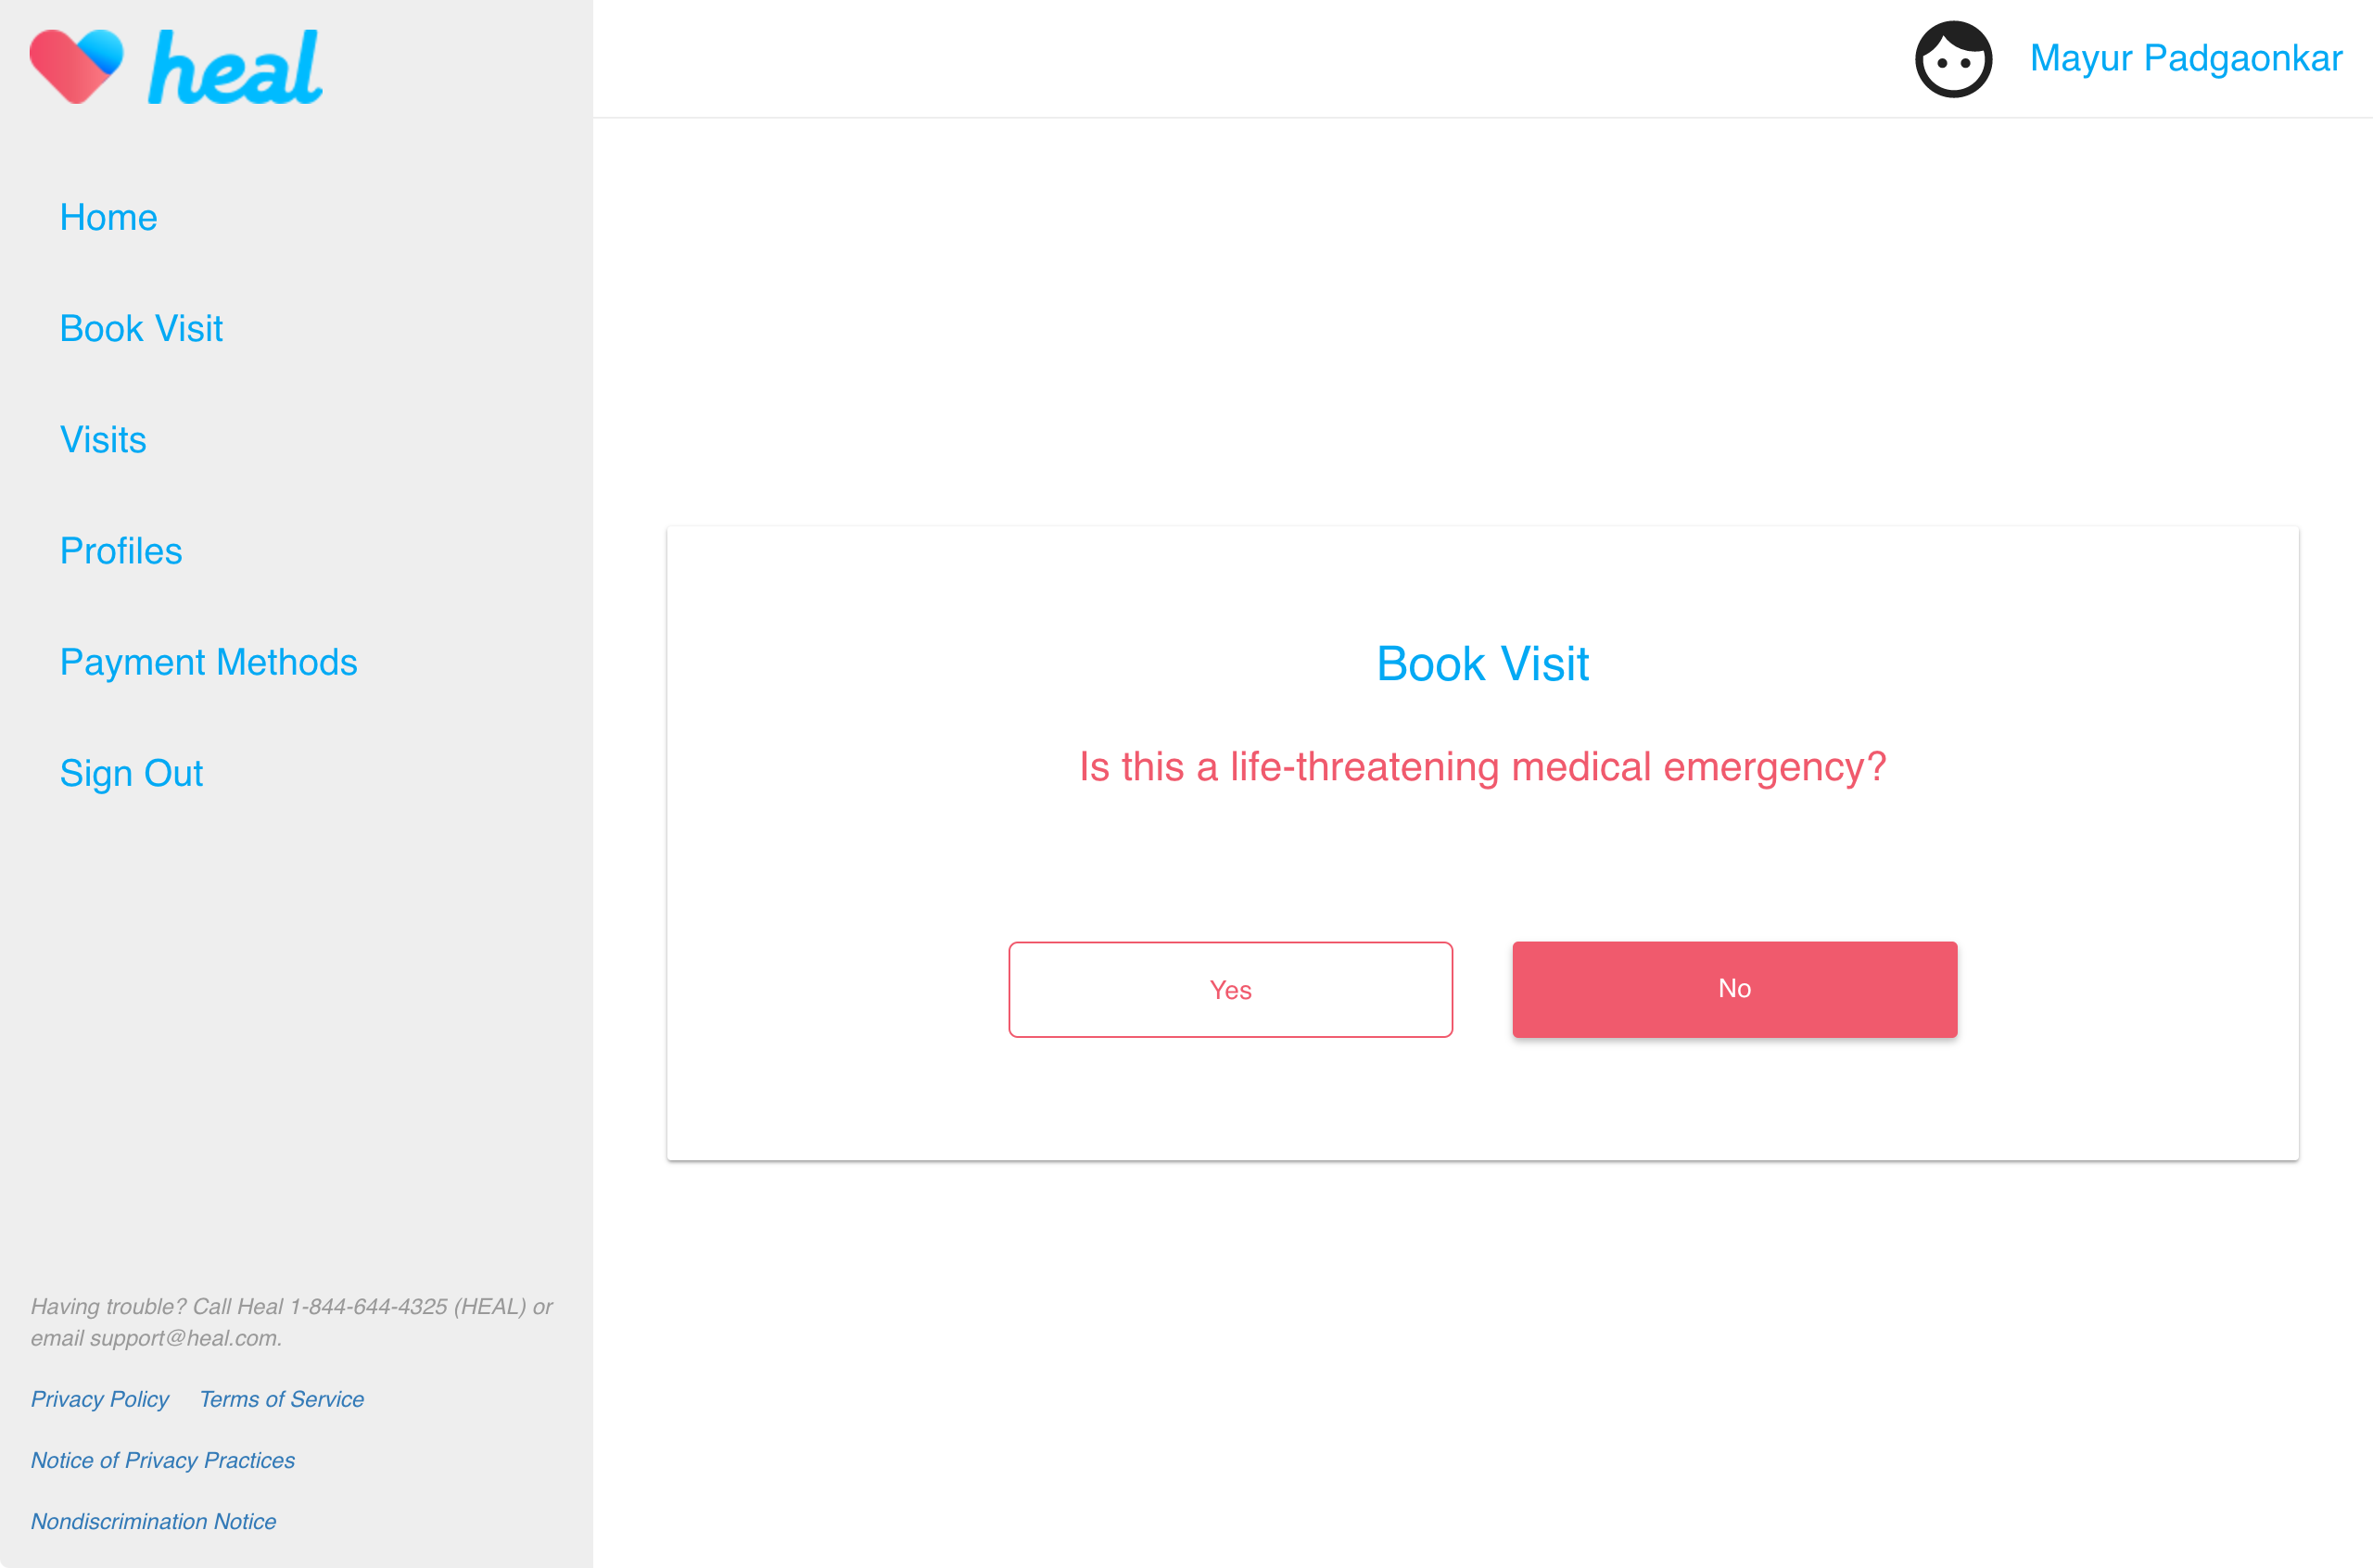 heal
Mayur Padgaonkar
Home
Book Visit
Visits
Profiles
Payment Methods
Sign Out
Book Visit
Is this a life-threatening medical emergency?
Yes
No
Having trouble? Call Heal 1-844-644-4325 (HEAL) or
email support@heal.com.
Privacy Policy Terms of Service
Notice of Privacy Practices
Nondiscrimination Notice